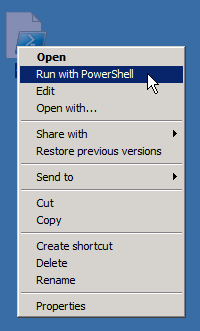 Open
Run with PowerShell
Edit
Open with...
Share with
Restore previous versions
Send to
Cut
Copy
Create shortcut
Delete
Rename
Properties